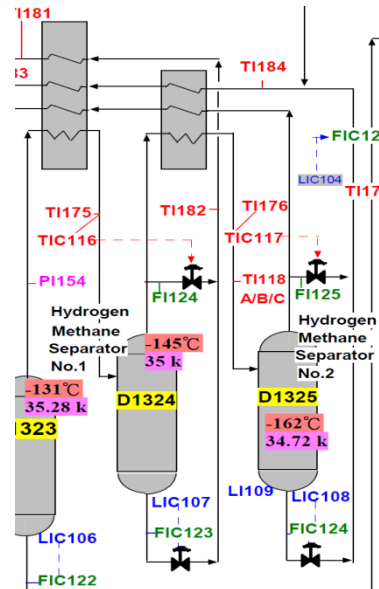 TI181
33
TI184
FIC12
LIC104
TI17
TI175
TIC116
TI182
TI176
TIC117
PI154
FI124
TI118
A/B/C
FI125
Hydrogen
Methane
Separator
No.1
-145℃
35 k
D1324
Hydrogen
Methane
Separator
No.2
D1325
-131℃
35.28 k
1323
-162℃
34.72 k
LIC106
FIC122
LIC107
FIC123
LI109
LIC108
FIC124